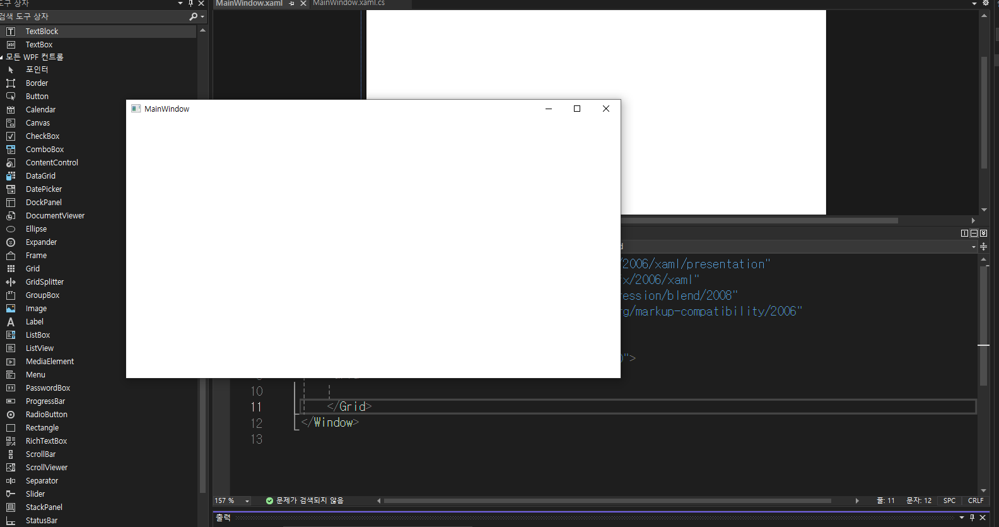 도구 상자
검색 도구 상자
TextBlock
TextBox
모든 WPF 컨트롤
포인터
Border
Button
Calendar
Canvas
CheckBox
ComboBox
ContentControl
DataGrid
DatePicker
DockPanel
DocumentViewer
Ellipse
Expander
Frame
Grid
GridSplitter
GroupBox
Image
Label
ListBox
ListView
MediaElement
Menu
PasswordBox
ProgressBar
RadioButton
Rectangle
RichTextBox
ScrollBar
ScrollViewer
Separator
Slider
StackPanel
StatusBar
MainWindow.xaml
MainWindow.xaml.cs
MainWindow
/2006/xaml/presentation"
x/2006/xaml"
ression/blend/2008"
rg/markup-compatibility/2006"
">
10
11 </Grid>
12 </Window>
13
157 %
문제가 검색되지 않음
줄: 11 문자: 12 SPC CRLF
출력